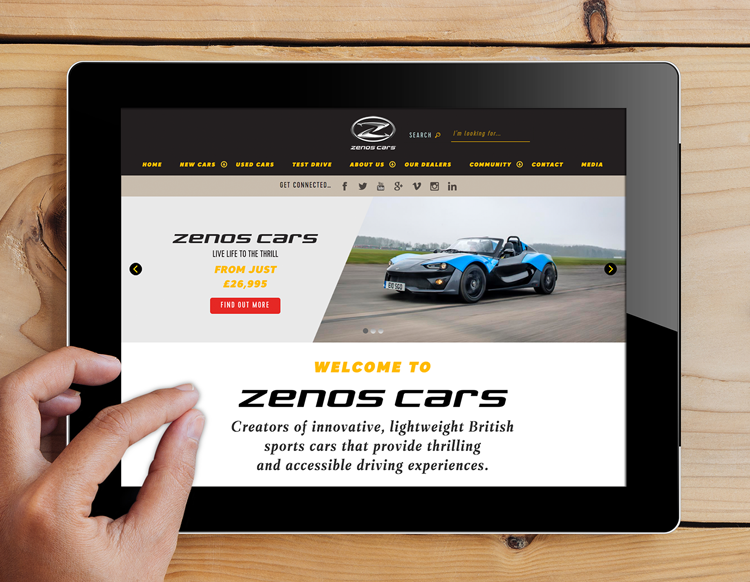 zenos cars
SEARCH
I'm looking for...
HOME NEW CARS USED CARS TEST DRIVE ABOUT US OUR DEALERS COMMUNITY CONTACT MEDIA
GET CONNECTED...
zenos cars
LIVE LIFE TO THE THRILL
FROM JUST
£26,995
FIND OUT MORE
WELCOME TO
zenos cars
Creators of innovative, lightweight British
sports cars that provide thrilling
and accessible driving experiences.